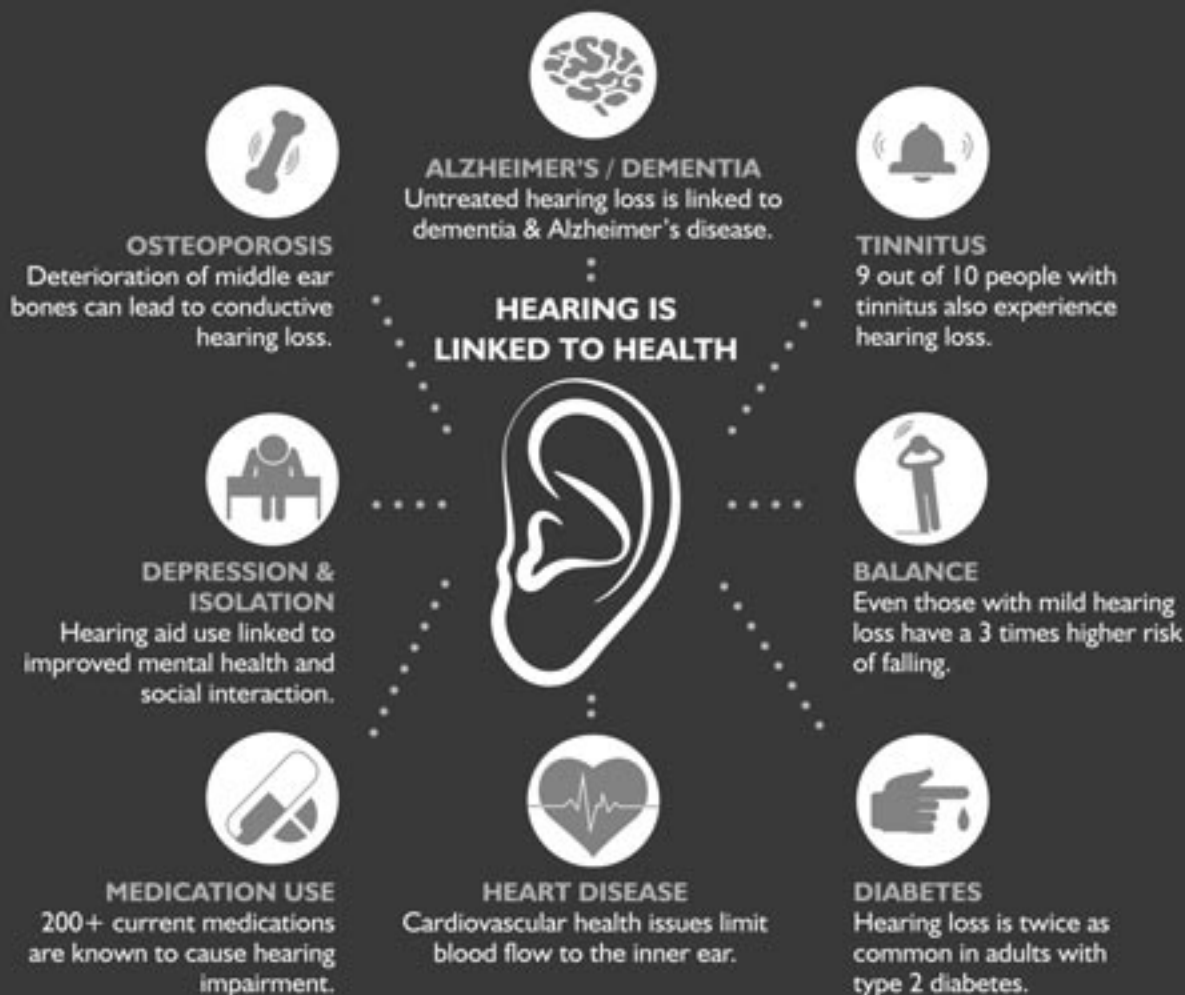 ALZHEIMER'S / DEMENTIA
Untreated hearing loss is linked to
dementia & Alzheimer's disease.
OSTEOPOROSIS
Deterioration of middle ear
bones can lead to conductive
hearing loss.
HEARING IS
LINKED TO HEALTH
TINNITUS
9 out of 10 people with
tinnitus also experience
hearing loss.
DEPRESSION &
ISOLATION
Hearing aid use linked to
improved mental health and
social interaction.
BALANCE
Even those with mild hearing
loss have a 3 times higher risk
of falling.
MEDICATION USE
200+ current medications
are known to cause hearing
impairment.
HEART DISEASE
Cardiovascular health issues limit
blood flow to the inner ear.
DIABETES
Hearing loss is twice as
common in adults with
type 2 diabetes.